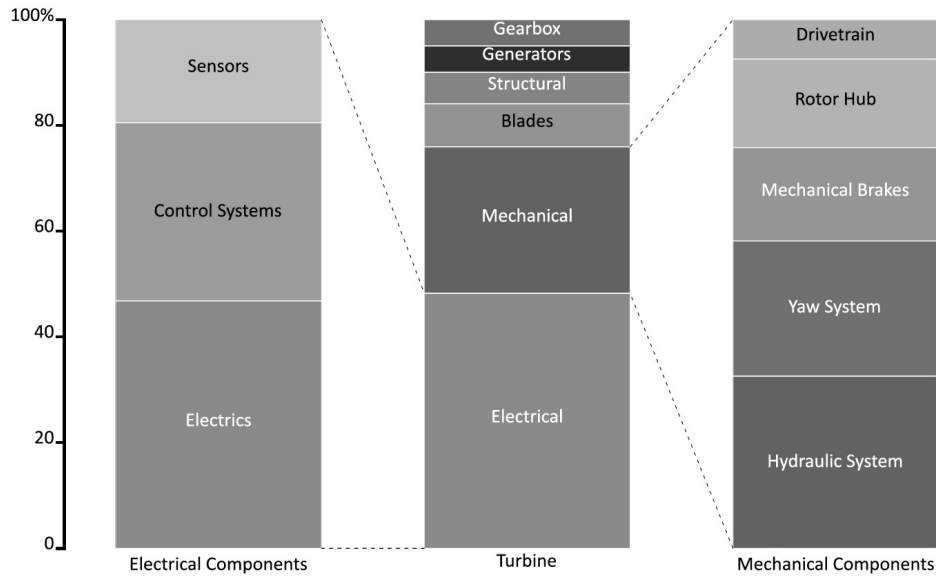 100%
80
60
40
20
0
Sensors
Control Systems
Electrics
Electrical Components
Gearbox
Generators
Structural
Blades
Mechanical
Electrical
Turbine
Drivetrain
Rotor Hub
Mechanical Brakes
Yaw System
Hydraulic System
Mechanical Components